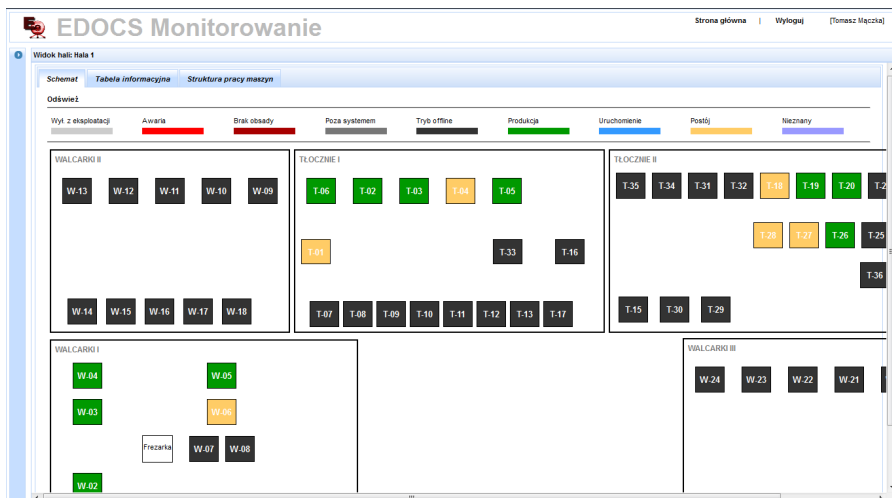 EDOCS Monitorowanie
Strona główna | Wyloguj [Tomasz Mączka]
Widok hali: Hala 1
Schemat Tabela informacyjna Struktura pracy maszyn
Odśwież
Wył. z eksploatacji Awaria Brak obsady Poza systemem Tryb offline Produkcja Uruchomienie Postój Nieznany
WALCARKI II
W-13 W-12 W-11 W-10 W-09
W-14 W-15 W-16 W-17 W-18
TŁOCZNIE I
T-06 T-02 T-03 T-04 T-05
T-01 T-33 T-16
T-07 T-08 T-09 T-10 T-11 T-12 T-13 T-17
TŁOCZNIE II
T-35 T-34 T-31 T-32 T-18 T-19 T-20
T-28 T-27 T-26 T-25
T-36
T-15 T-30 T-29
WALCARKI I
W-04 W-05
W-03 W-06
Frezarka W-07 W-08
W-02
WALCARKI III
W-24 W-23 W-22 W-21